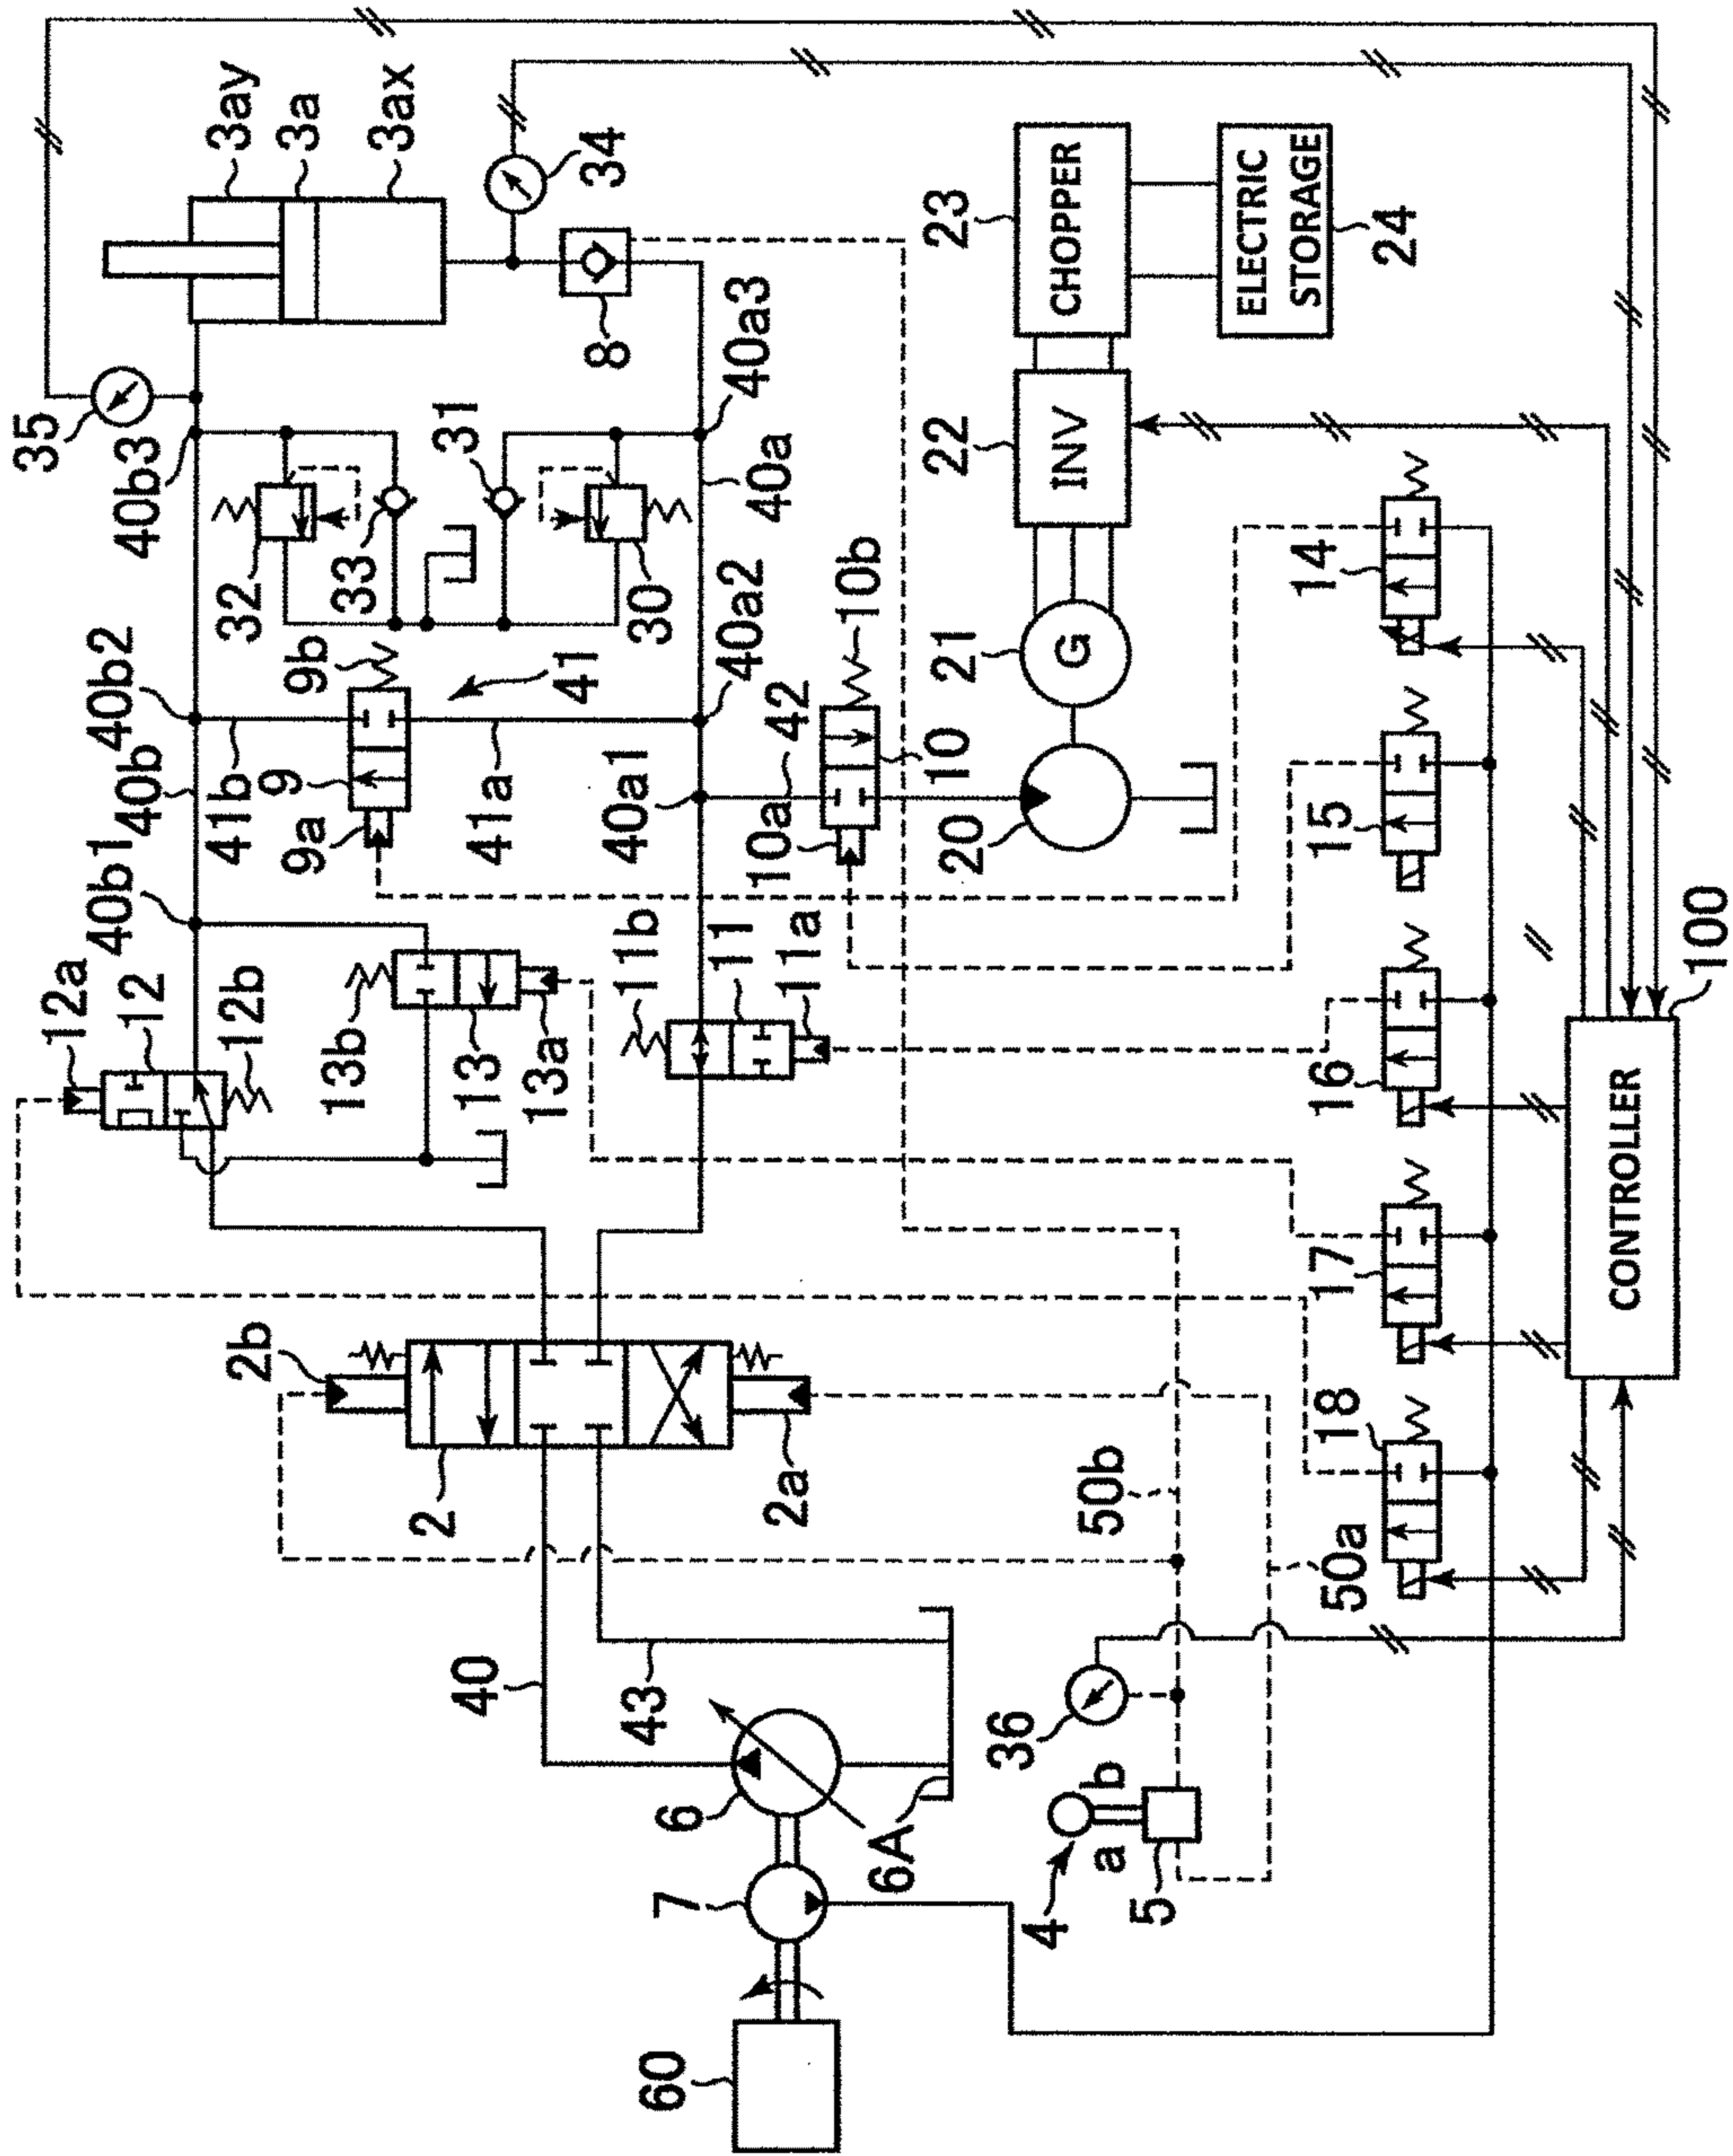 35
3ay
3a
3ax
34
8
40b3
32
33
31
30
40a3
40a
40b2
9b
41
40a2
40b
41b
9
9a
41a
40a1
42
10b
10
10a
40b1
12a
12
12b
13b
13
13a
11b
11
11a
20
21
G
22
INV
23
CHOPPER
24
ELECTRIC
STORAGE
2b
2
2a
40
43
6
6A
7
60
36
4
a
b
5
50b
50a
14
15
16
17
18
CONTROLLER
100